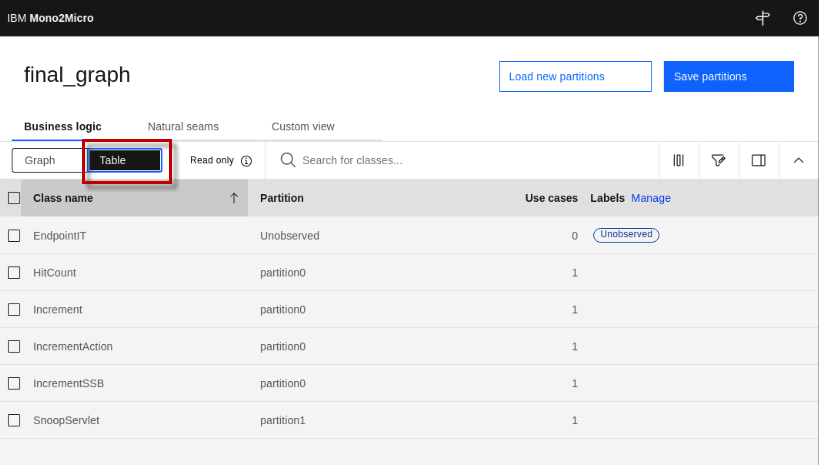 IBM Mono2Micro
final_graph
Load new partitions
Save partitions
Business logic Natural seams Custom view
Graph Table Read only Search for classes...
Class name Partition Use cases Labels Manage
EndpointIT Unobserved 0 Unobserved
HitCount partition0 1
Increment partition0 1
IncrementAction partition0 1
IncrementSSB partition0 1
SnoopServlet partition1 1